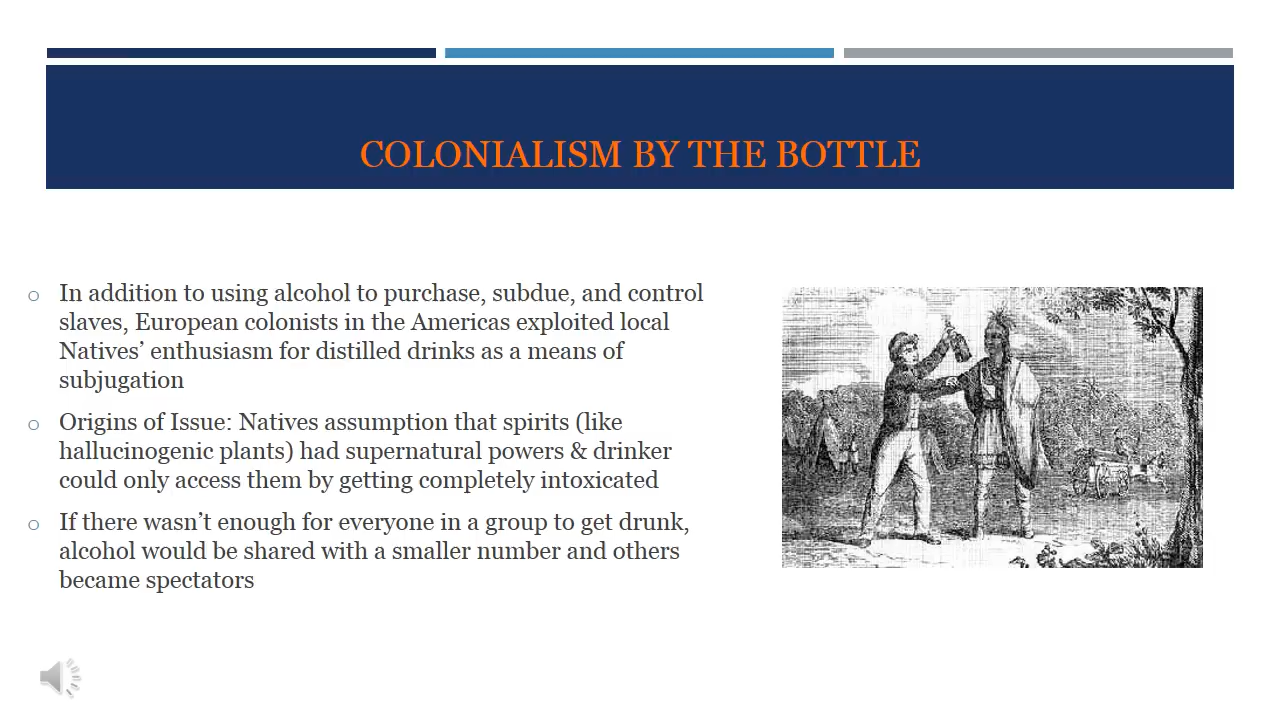 COLONIALISM BY THE BOTTLE
o In addition to using alcohol to purchase, subdue, and control
slaves, European colonists in the Americas exploited local
Natives’ enthusiasm for distilled drinks as a means of
subjugation
o Origins of Issue: Natives assumption that spirits (like
hallucinogenic plants) had supernatural powers & drinker
could only access them by getting completely intoxicated
o If there wasn’t enough for everyone in a group to get drunk,
alcohol would be shared with a smaller number and others
became spectators